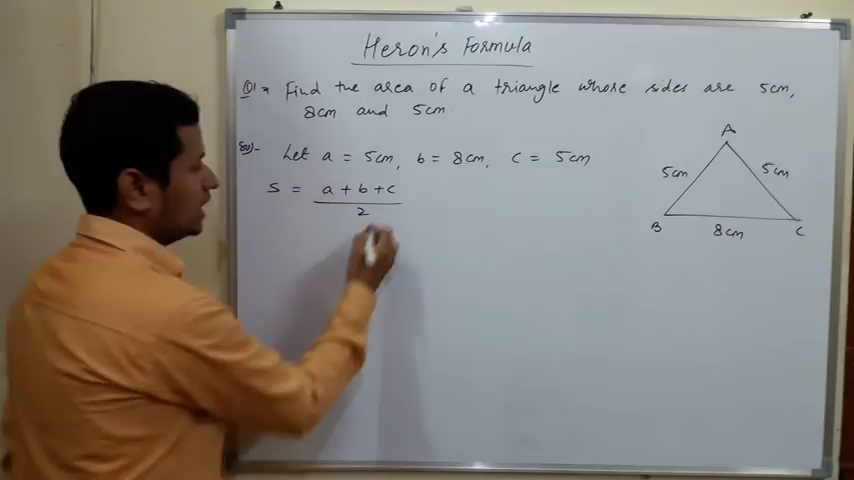 Heron's Formula
Q1 → Find the area of a triangle whose sides are 5cm,
8cm and 5cm.
Sol- Let a = 5cm, b = 8cm, c = 5cm
S = a + b + c
2
A
5cm 5cm
B 8cm C